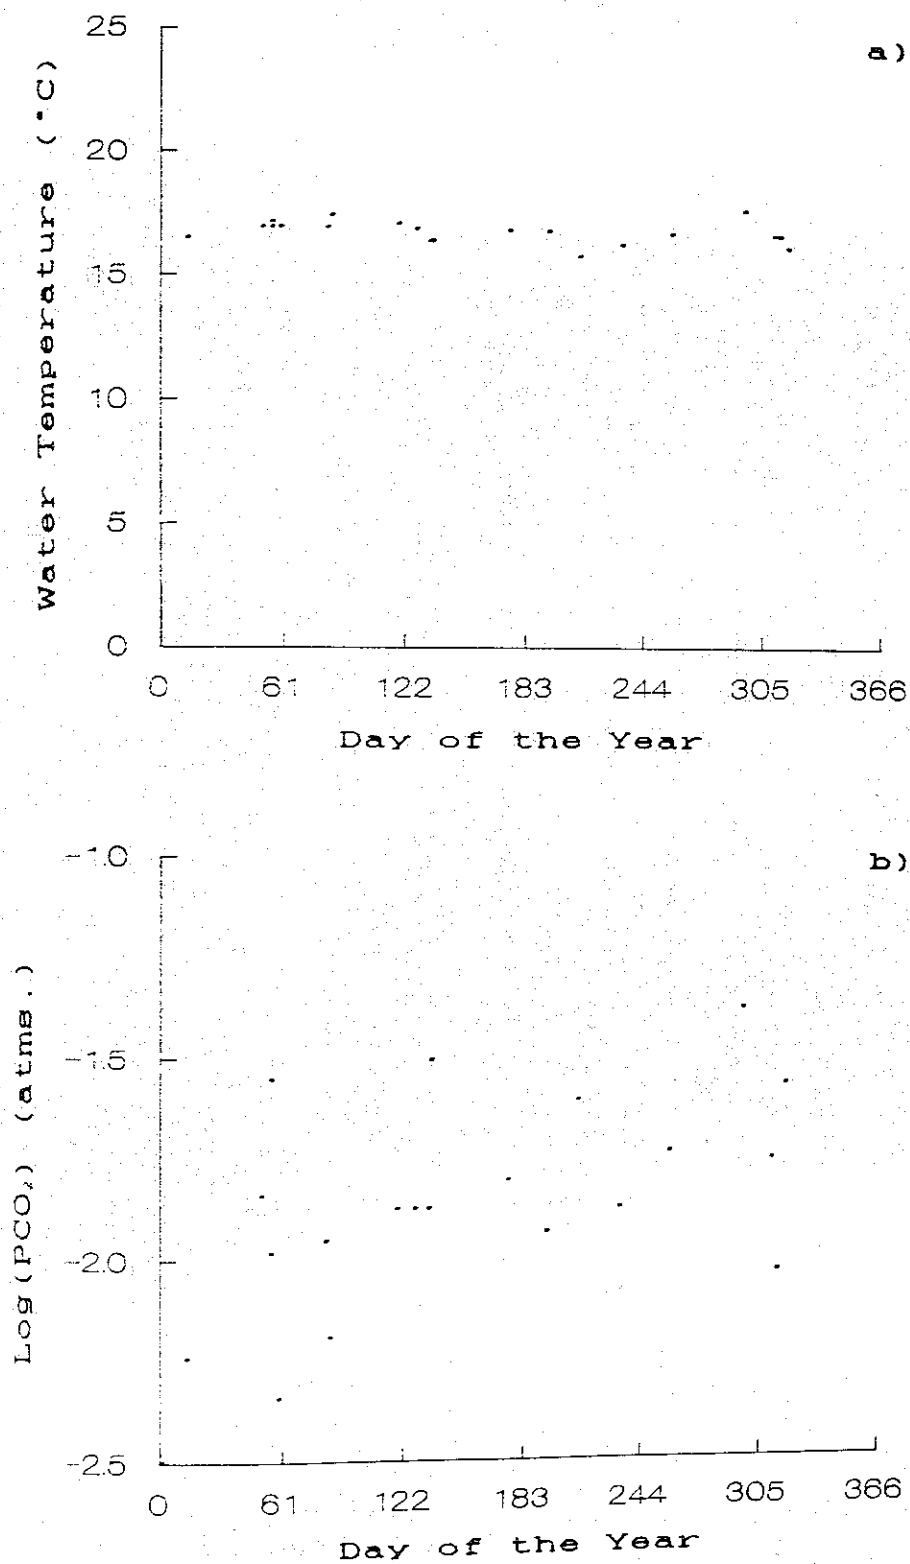 a)
25
20
15
10
5
0
Water Temperature (°C)
0 61 122 183 244 305 366
Day of the Year
b)
-1.0
-1.5
-2.0
-2.5
Log(PCO₂) (atms.)
0 61 122 183 244 305 366
Day of the Year